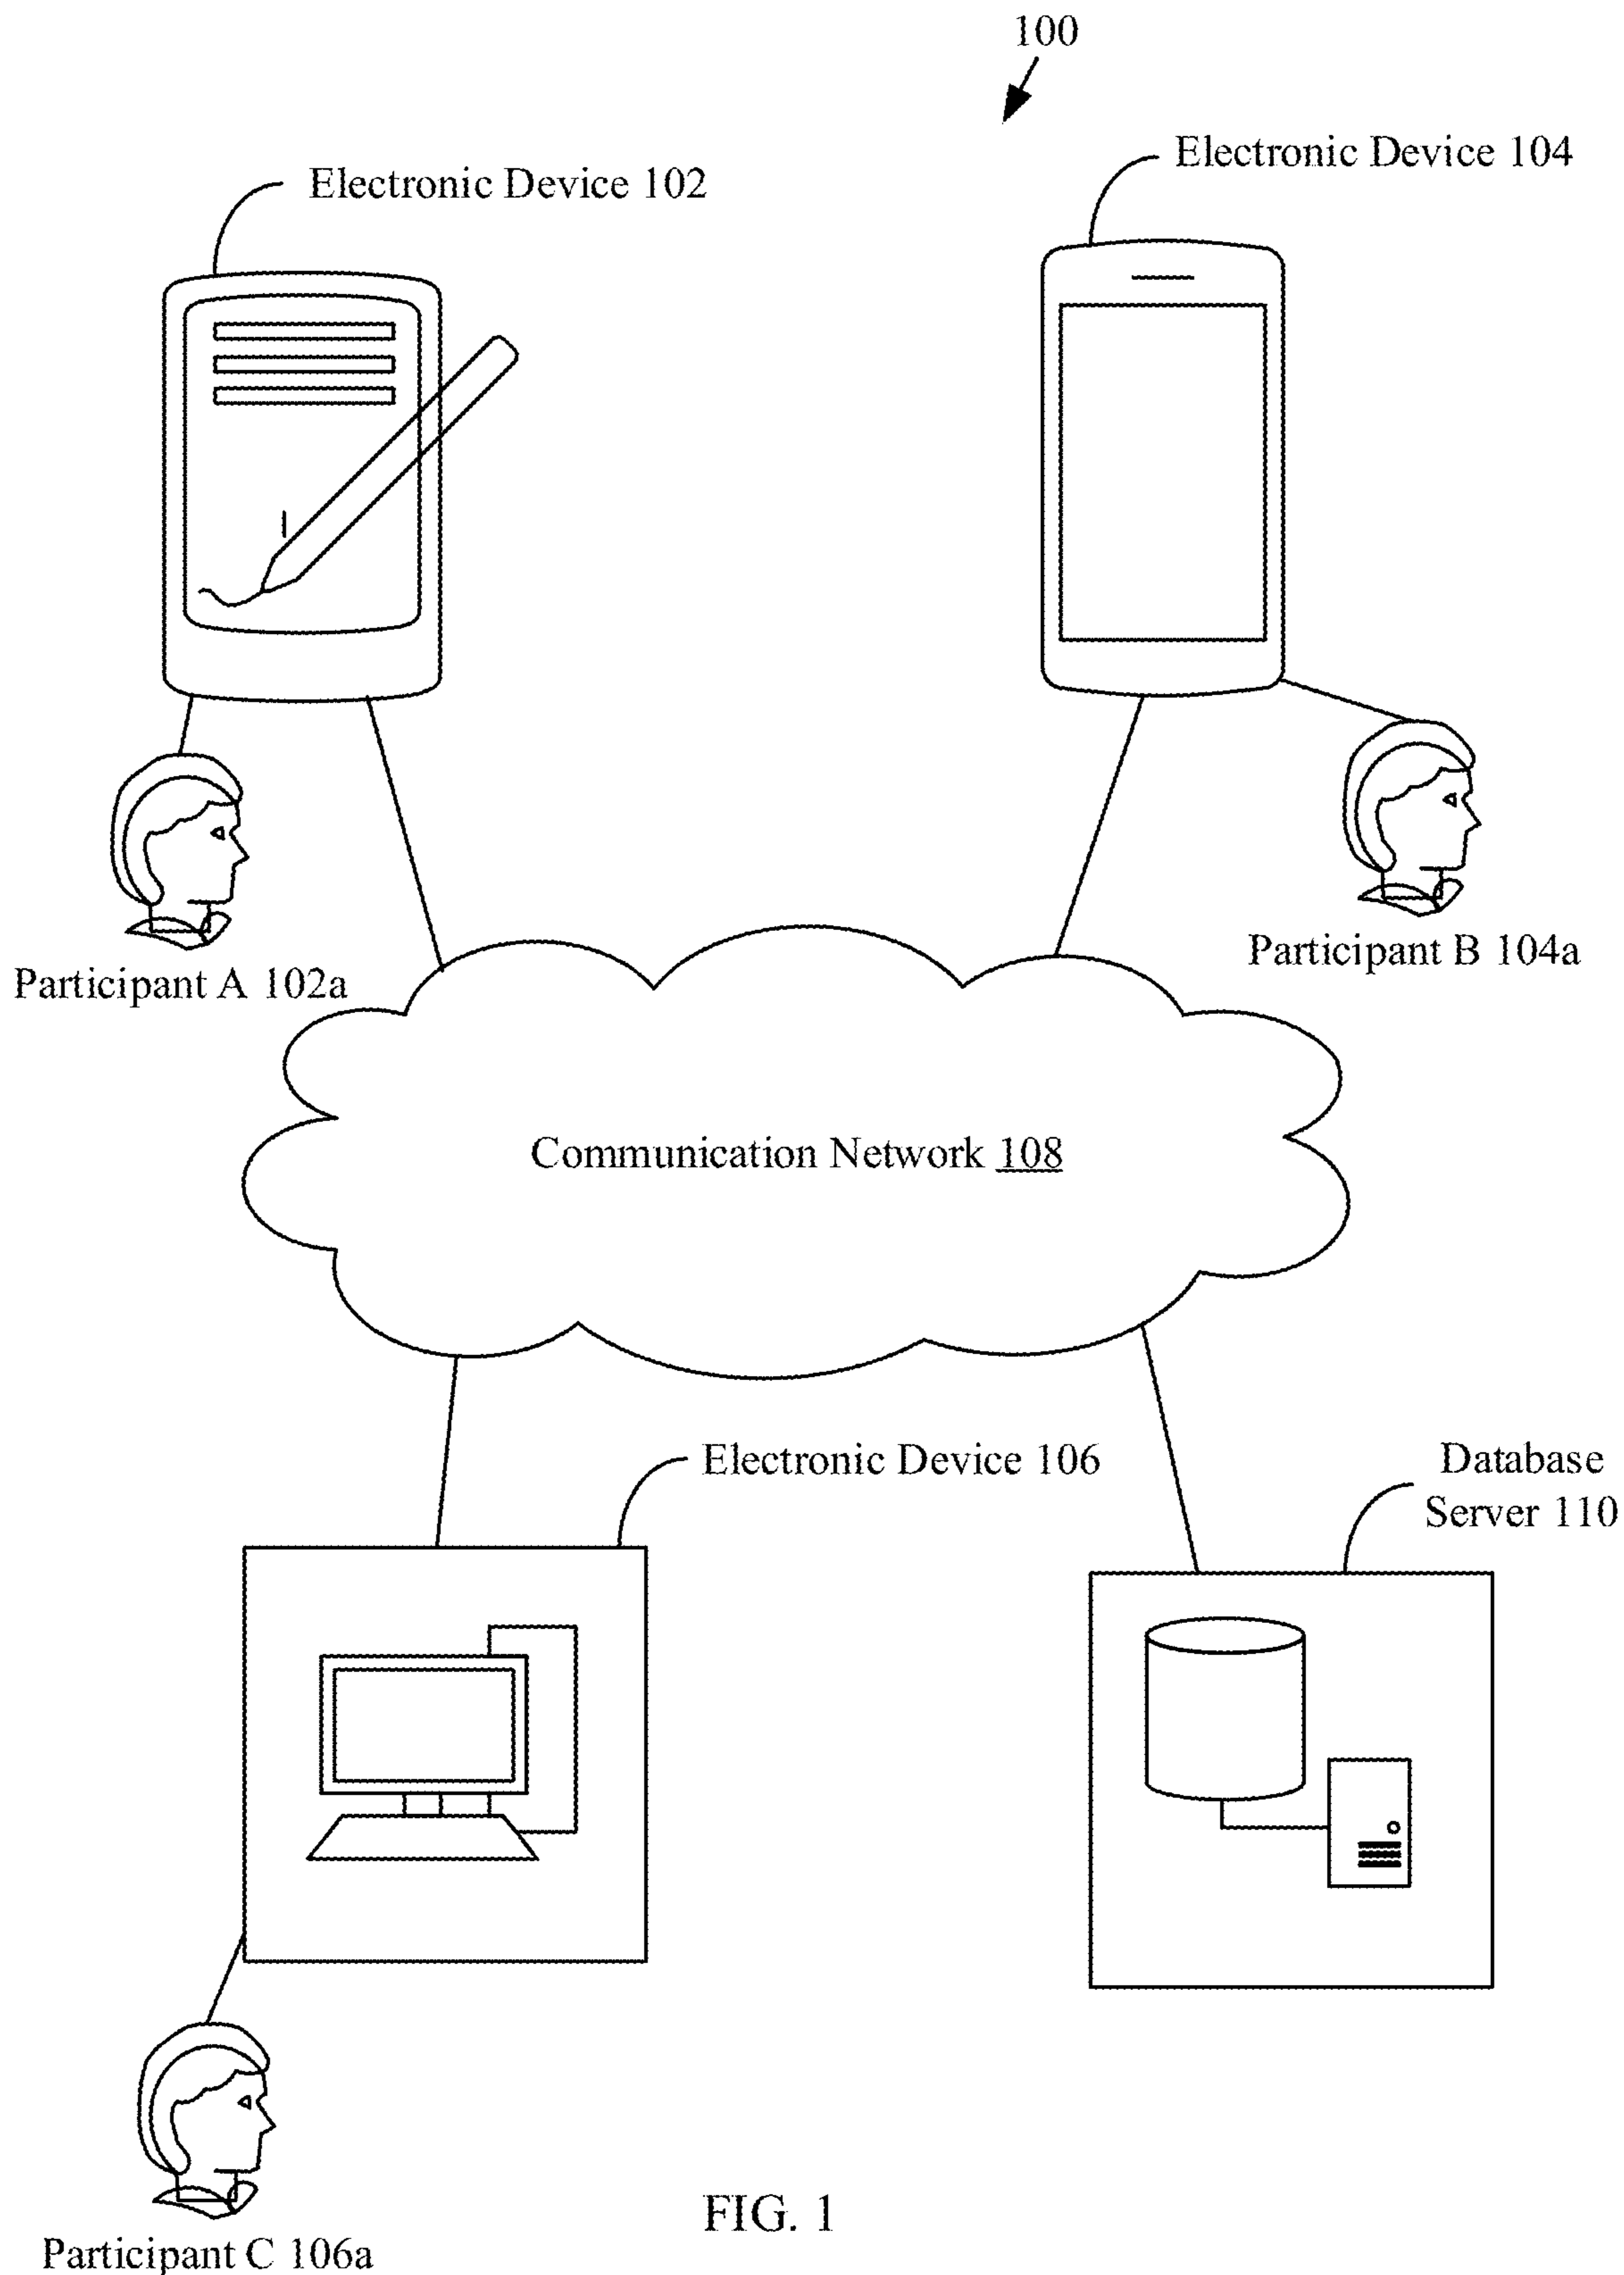 100
Electronic Device 102
Electronic Device 104
Participant A 102a
Participant B 104a
Communication Network 108
Electronic Device 106
Database
Server 110
Participant C 106a
FIG. 1